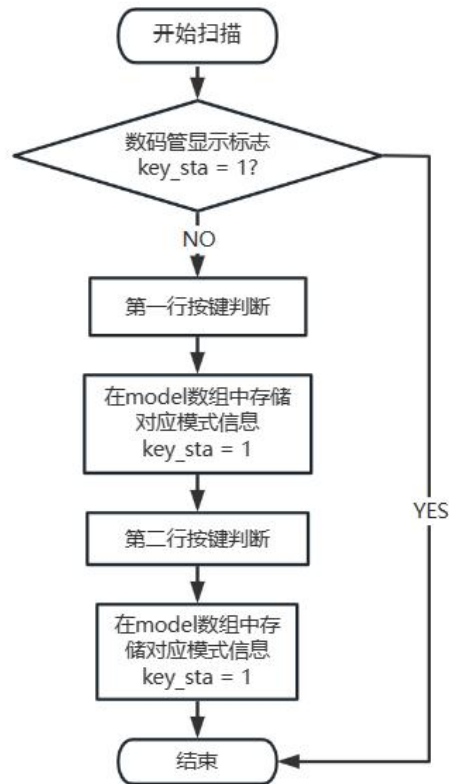 开始扫描
数码管显示标志
key_sta = 1?
NO
第一行按键判断
在model数组中存储
对应模式信息
key_sta = 1
YES
第二行按键判断
在model数组中存
储对应模式信息
key_sta = 1
结束